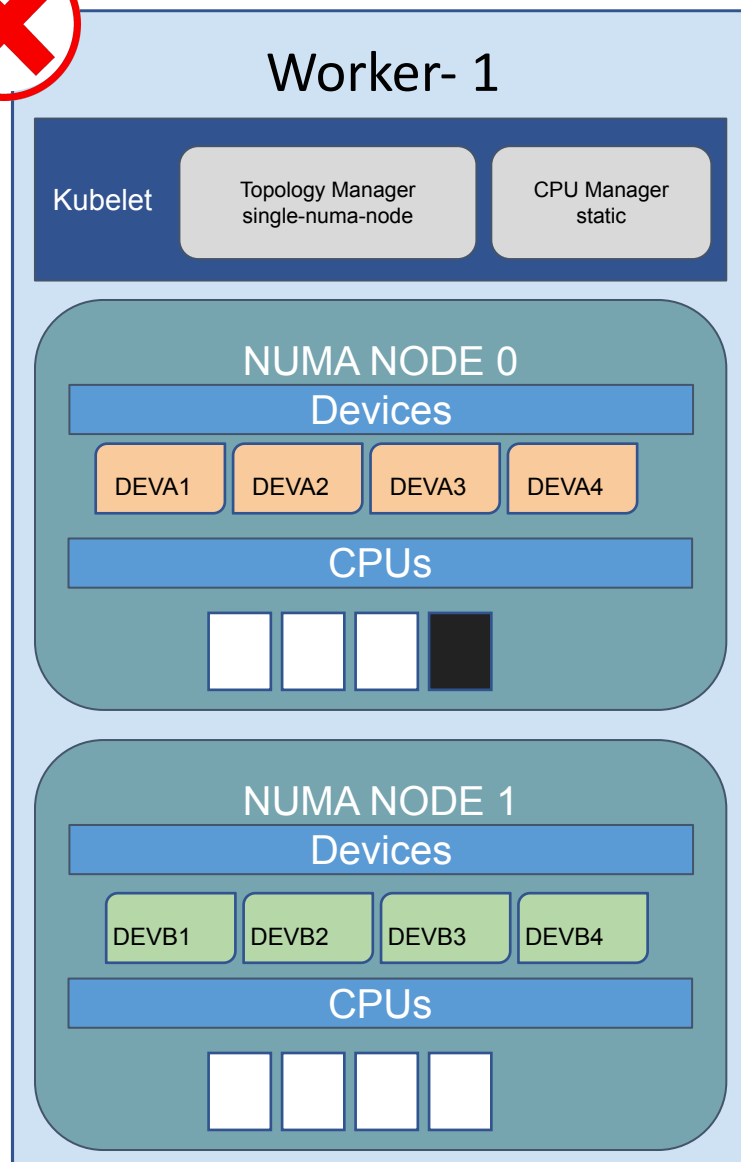 Worker- 1
Kubelet
Topology Manager
single-numa-node
CPU Manager
static
NUMA NODE 0
Devices
DEVA1
DEVA2
DEVA3
DEVA4
CPUs
NUMA NODE 1
Devices
DEVB1
DEVB2
DEVB3
DEVB4
CPUs